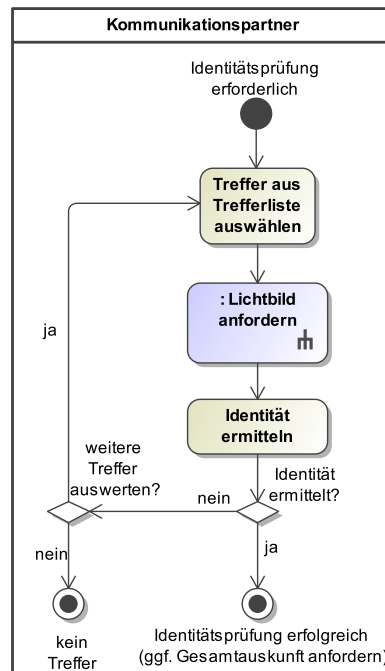 Kommunikationspartner
Identitätsprüfung
erforderlich
Treffer aus
Trefferliste
auswählen
: Lichtbild
anfordern
ja
Identität
ermitteln
weitere
Treffer
auswerten?
nein
Identität
ermittelt?
nein
ja
kein
Treffer
Identitätsprüfung erfolgreich
(ggf. Gesamtauskunft anfordern)